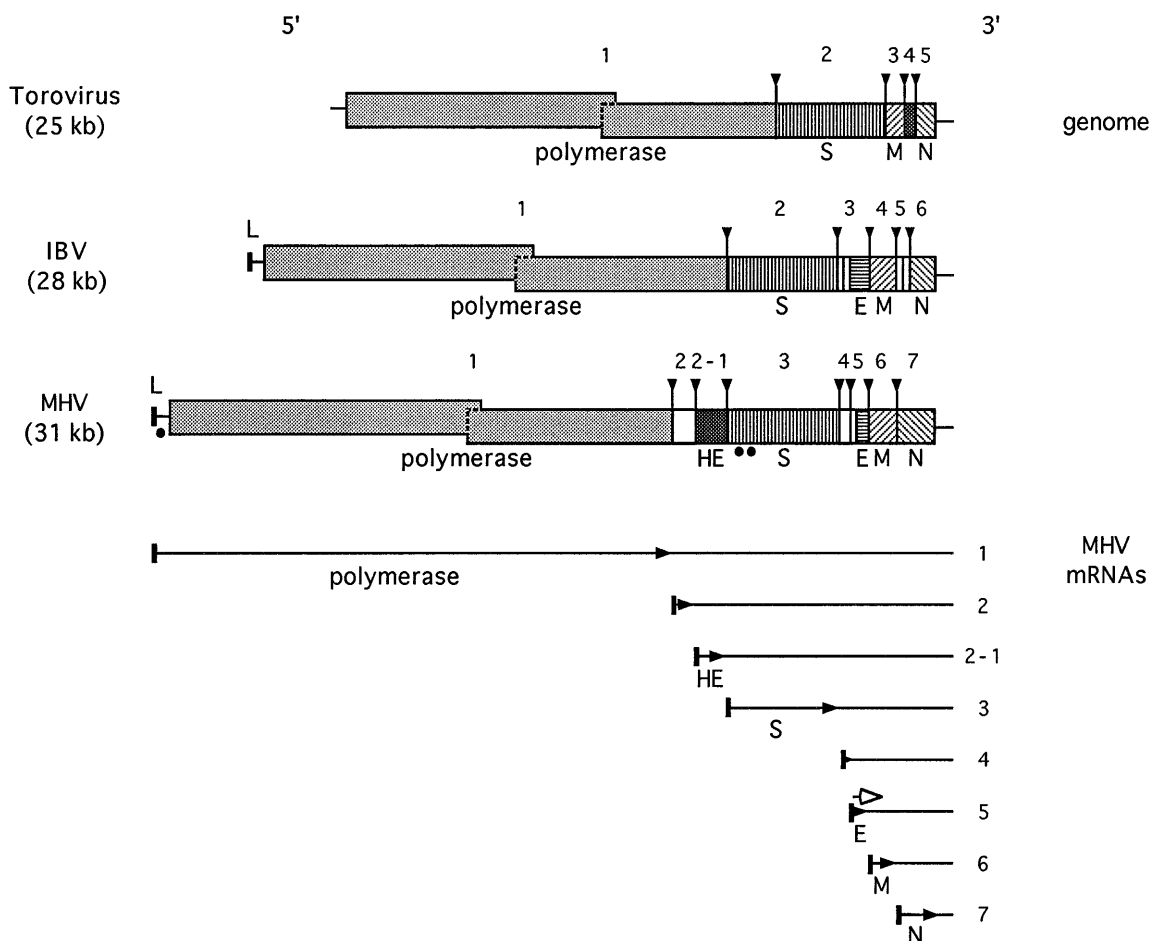 5' 3'
1 2 3 4 5
Torovirus
(25 kb)
genome
polymerase S M N
L 1 2 3 4 5 6
IBV
(28 kb)
polymerase S E M N
L 1 2 2-1 3 4 5 6 7
MHV
(31 kb)
polymerase HE S E M N
1 MHV
mRNAs
polymerase
2
2-1
HE
3
S
4
5
E
6
M
7
N